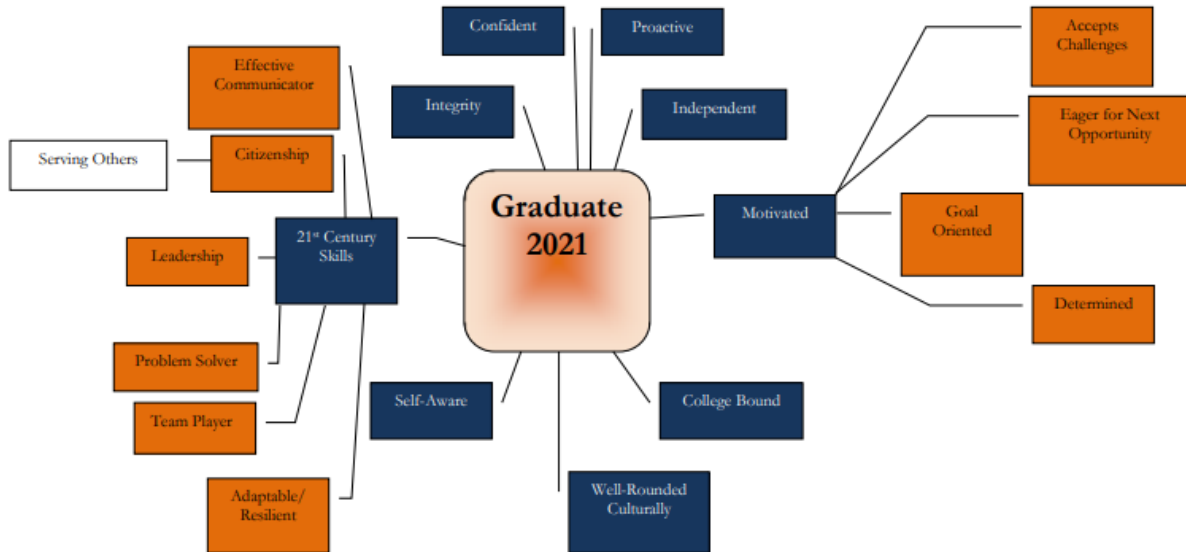 Confident
Proactive
Accepts
Challenges
Effective
Communicator
Integrity
Independent
Eager for Next
Opportunity
Serving Others
Citizenship
Graduate
2021
Motivated
Goal
Oriented
21st Century
Skills
Leadership
Determined
Problem Solver
Self-Aware
College Bound
Team Player
Well-Rounded
Culturally
Adaptable/
Resilient